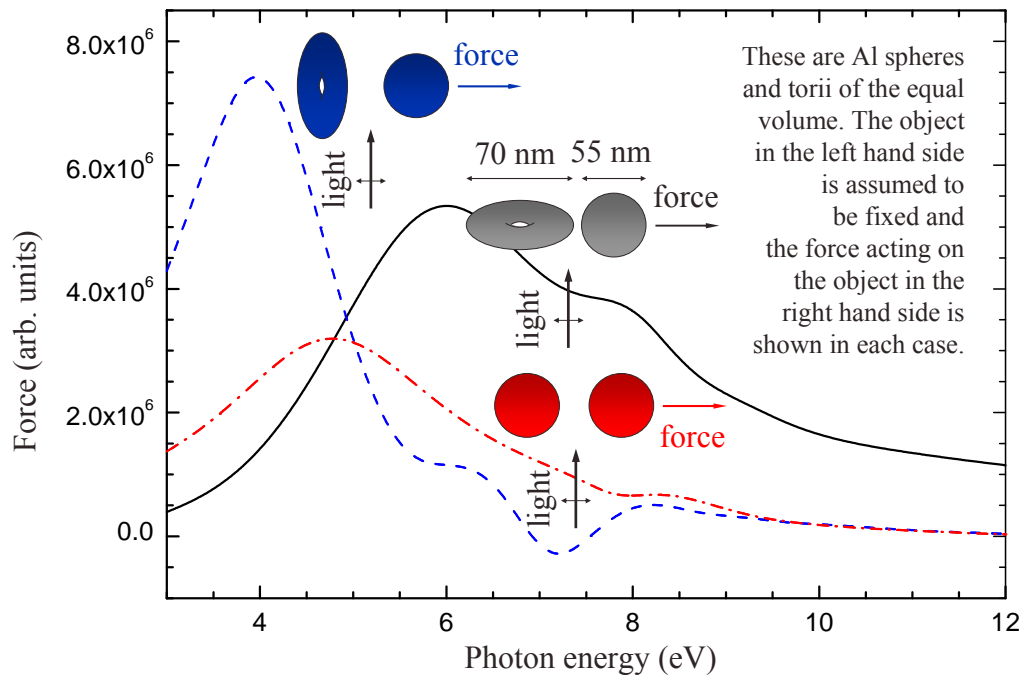 8.0x10⁶
6.0x10⁶
4.0x10⁶
2.0x10⁶
0.0
Force (arb. units)
4
6
8
10
12
Photon energy (eV)
force
light
70 nm
55 nm
force
light
force
light
These are Al spheres
and torii of the equal
volume. The object
in the left hand side
is assumed to
be fixed and
the force acting on
the object in the
right hand side is
shown in each case.